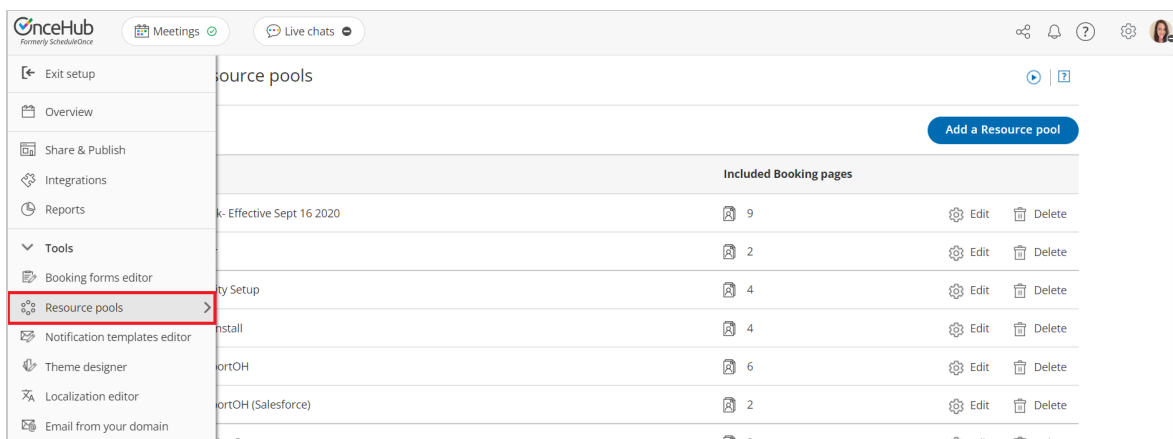 OnceHub
Formerly ScheduleOnce
Meetings
Live chats
?
Exit setup
source pools
?
Overview
Add a Resource pool
Share & Publish
Integrations
Included Booking pages
Reports
k- Effective Sept 16 2020
9
Edit
Delete
Tools
2
Edit
Delete
Booking forms editor
ity Setup
4
Edit
Delete
Resource pools
nstall
4
Edit
Delete
Notification templates editor
Theme designer
ortOH
6
Edit
Delete
Localization editor
ortOH (Salesforce)
2
Edit
Delete
Email from your domain